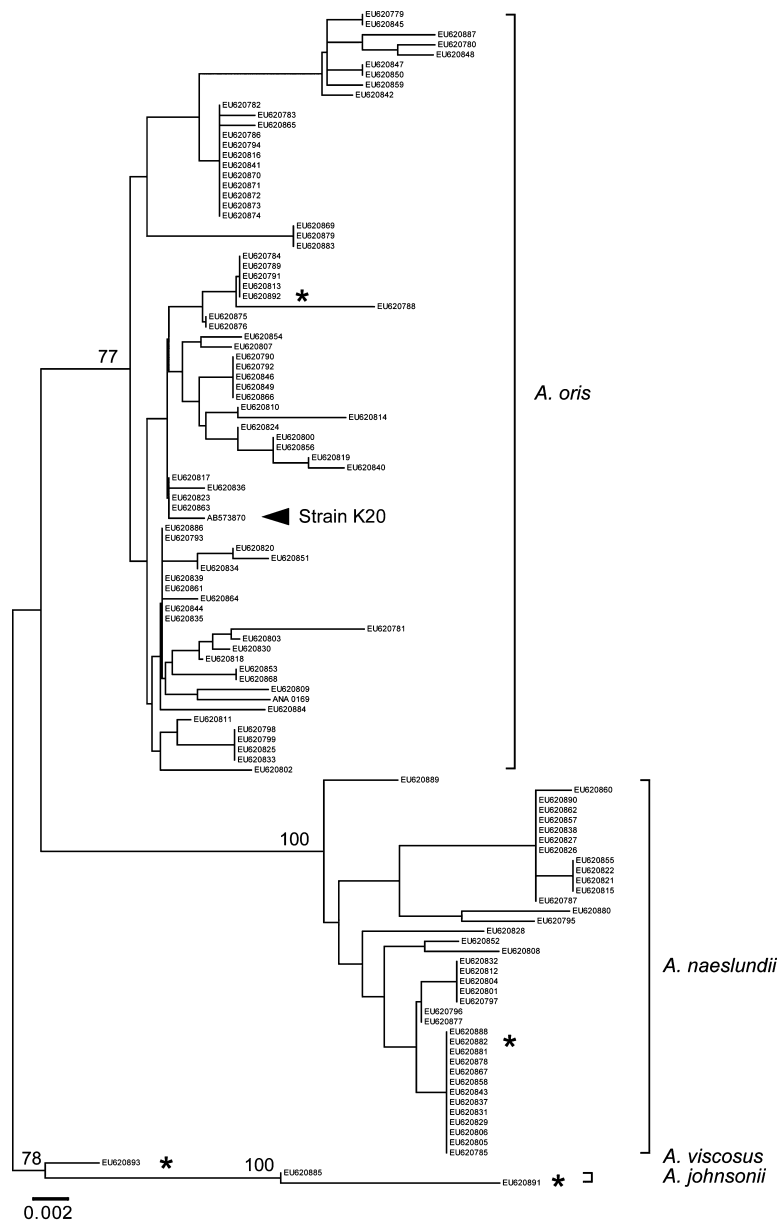 EU620779
EU620845
EU620887
EU620780
EU620848
EU620847
EU620850
EU620859
EU620842
EU620782
EU620783
EU620865
EU620786
EU620794
EU620816
EU620841
EU620870
EU620871
EU620872
EU620873
EU620874
EU620869
EU620879
EU620883
EU620784
EU620789
EU620791
EU620813
EU620892 *
EU620788
EU620875
EU620876
EU620854
EU620807
77
EU620790
EU620792
EU620846
EU620849
EU620866
A. oris
EU620810
EU620814
EU620824
EU620800
EU620856
EU620819
EU620840
EU620817
EU620836
EU620823
EU620863
AB573870 Strain K20
EU620886
EU620793
EU620820
EU620851
EU620834
EU620839
EU620861
EU620864
EU620844
EU620835
EU620781
EU620803
EU620830
EU620818
EU620853
EU620868
EU620809
ANA 0169
EU620884
EU620811
EU620798
EU620799
EU620825
EU620833
EU620802
EU620889
EU620860
EU620890
EU620862
EU620857
EU620838
100
EU620827
EU620826
EU620855
EU620822
EU620821
EU620815
EU620787
EU620880
EU620795
EU620828
EU620852
EU620808
EU620832
A. naeslundii
EU620812
EU620804
EU620801
EU620797
EU620796
EU620877
EU620888
EU620882 *
EU620881
EU620878
EU620867
EU620858
EU620843
EU620837
EU620831
EU620829
EU620806
EU620805
EU620785
78
EU620893 *
A. viscosus
100
EU620885
A. johnsonii
EU620891 *
0.002